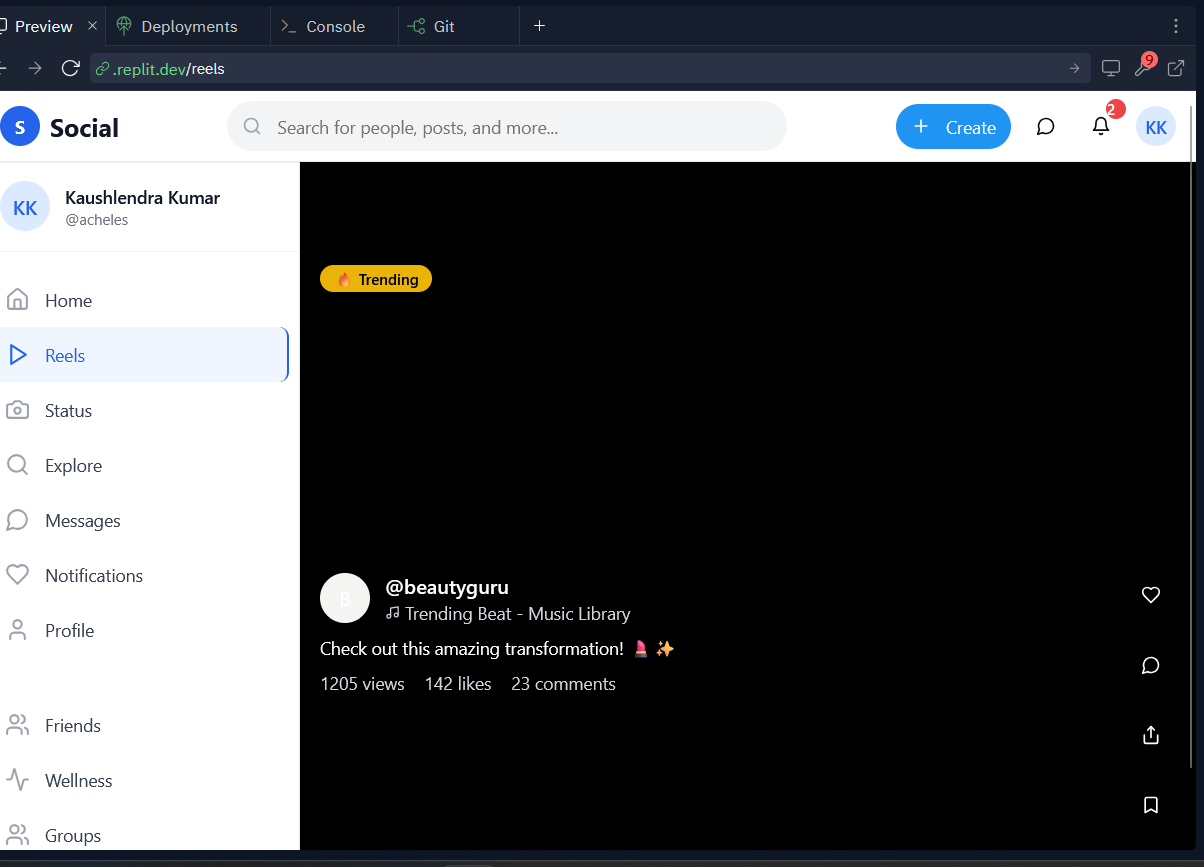 Preview
Deployments
Console
Git
.replit.dev/reels
9
S
Social
Search for people, posts, and more...
Create
2
KK
KK
Kaushlendra Kumar
@acheles
Home
Reels
Status
Explore
Messages
Notifications
Profile
Friends
Wellness
Groups
🔥 Trending
B
@beautyguru
Trending Beat - Music Library
Check out this amazing transformation! 💄✨
1205 views 142 likes 23 comments